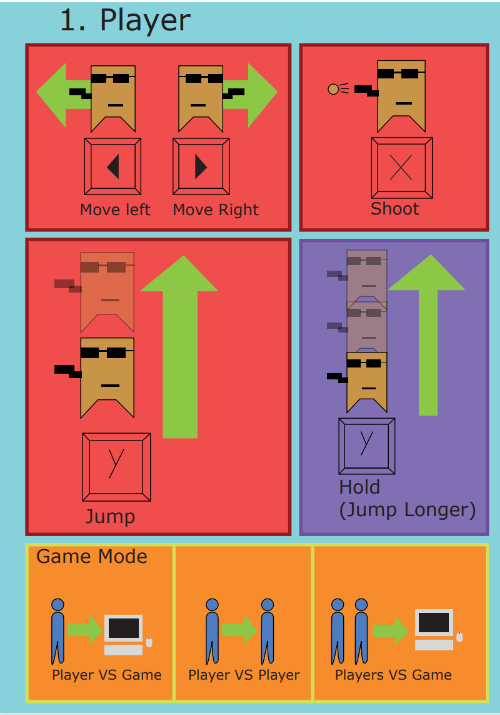 1. Player
Move left
Move Right
X
Shoot
Y
Jump
Y
Hold
(Jump Longer)
Game Mode
Player VS Game
Player VS Player
Players VS Game